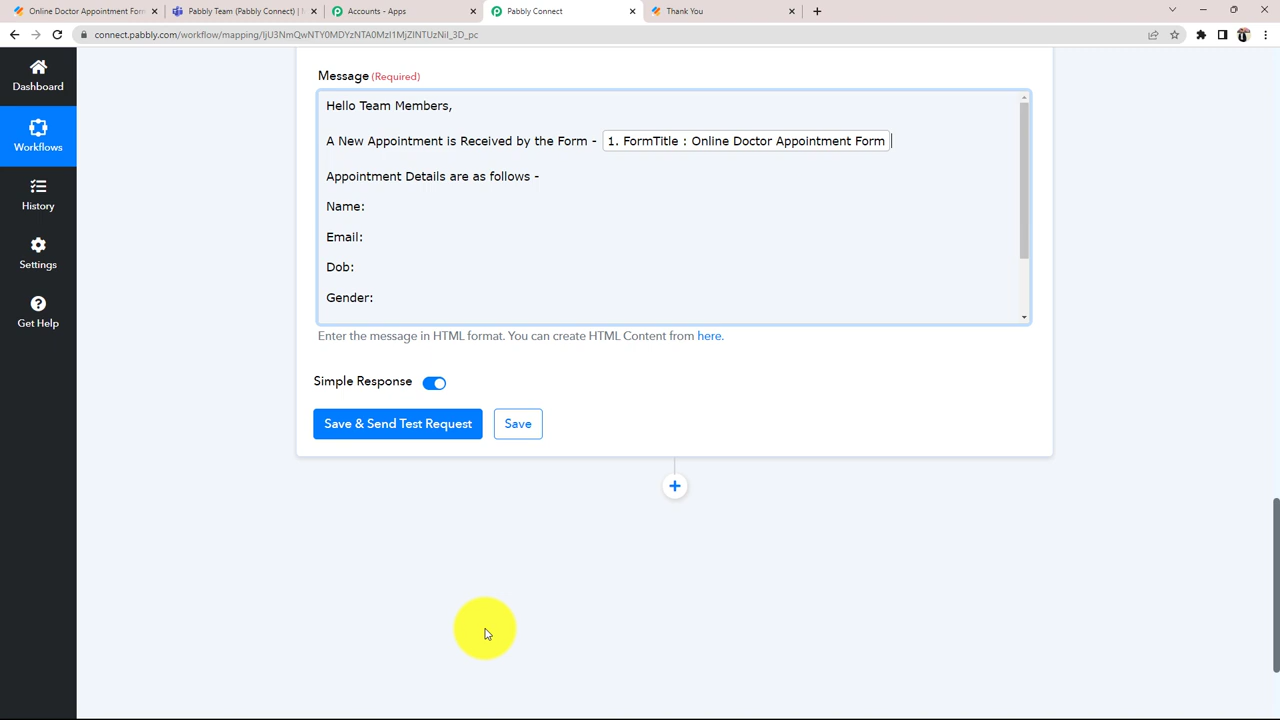 Online Doctor Appointment Form
Pabbly Team (Pabbly Connect) |
Accounts - Apps
Pabbly Connect
Thank You
connect.pabbly.com/workflow/mapping/
Dashboard
Workflows
History
Settings
Get Help
Message (Required)
Hello Team Members,
A New Appointment is Received by the Form - 1. FormTitle : Online Doctor Appointment Form
Appointment Details are as follows -
Name:
Email:
Dob:
Gender:
Enter the message in HTML format. You can create HTML Content from here.
Simple Response
Save & Send Test Request
Save